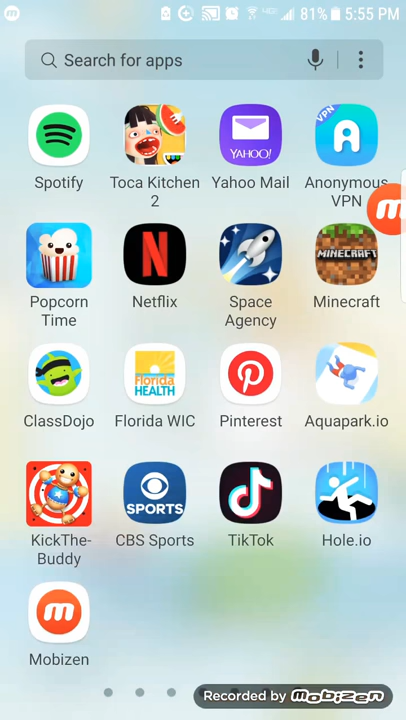 81% 5:55 PM
Search for apps
Spotify
Toca Kitchen
2
YAHOO!
Yahoo Mail
VPN
Anonymous
VPN
Popcorn
Time
Netflix
Space
Agency
MINECRAFT
Minecraft
ClassDojo
Florida
HEALTH
Florida WIC
Pinterest
Aquapark.io
KickThe-
Buddy
SPORTS
CBS Sports
TikTok
Hole.io
Mobizen
Recorded by mobizen